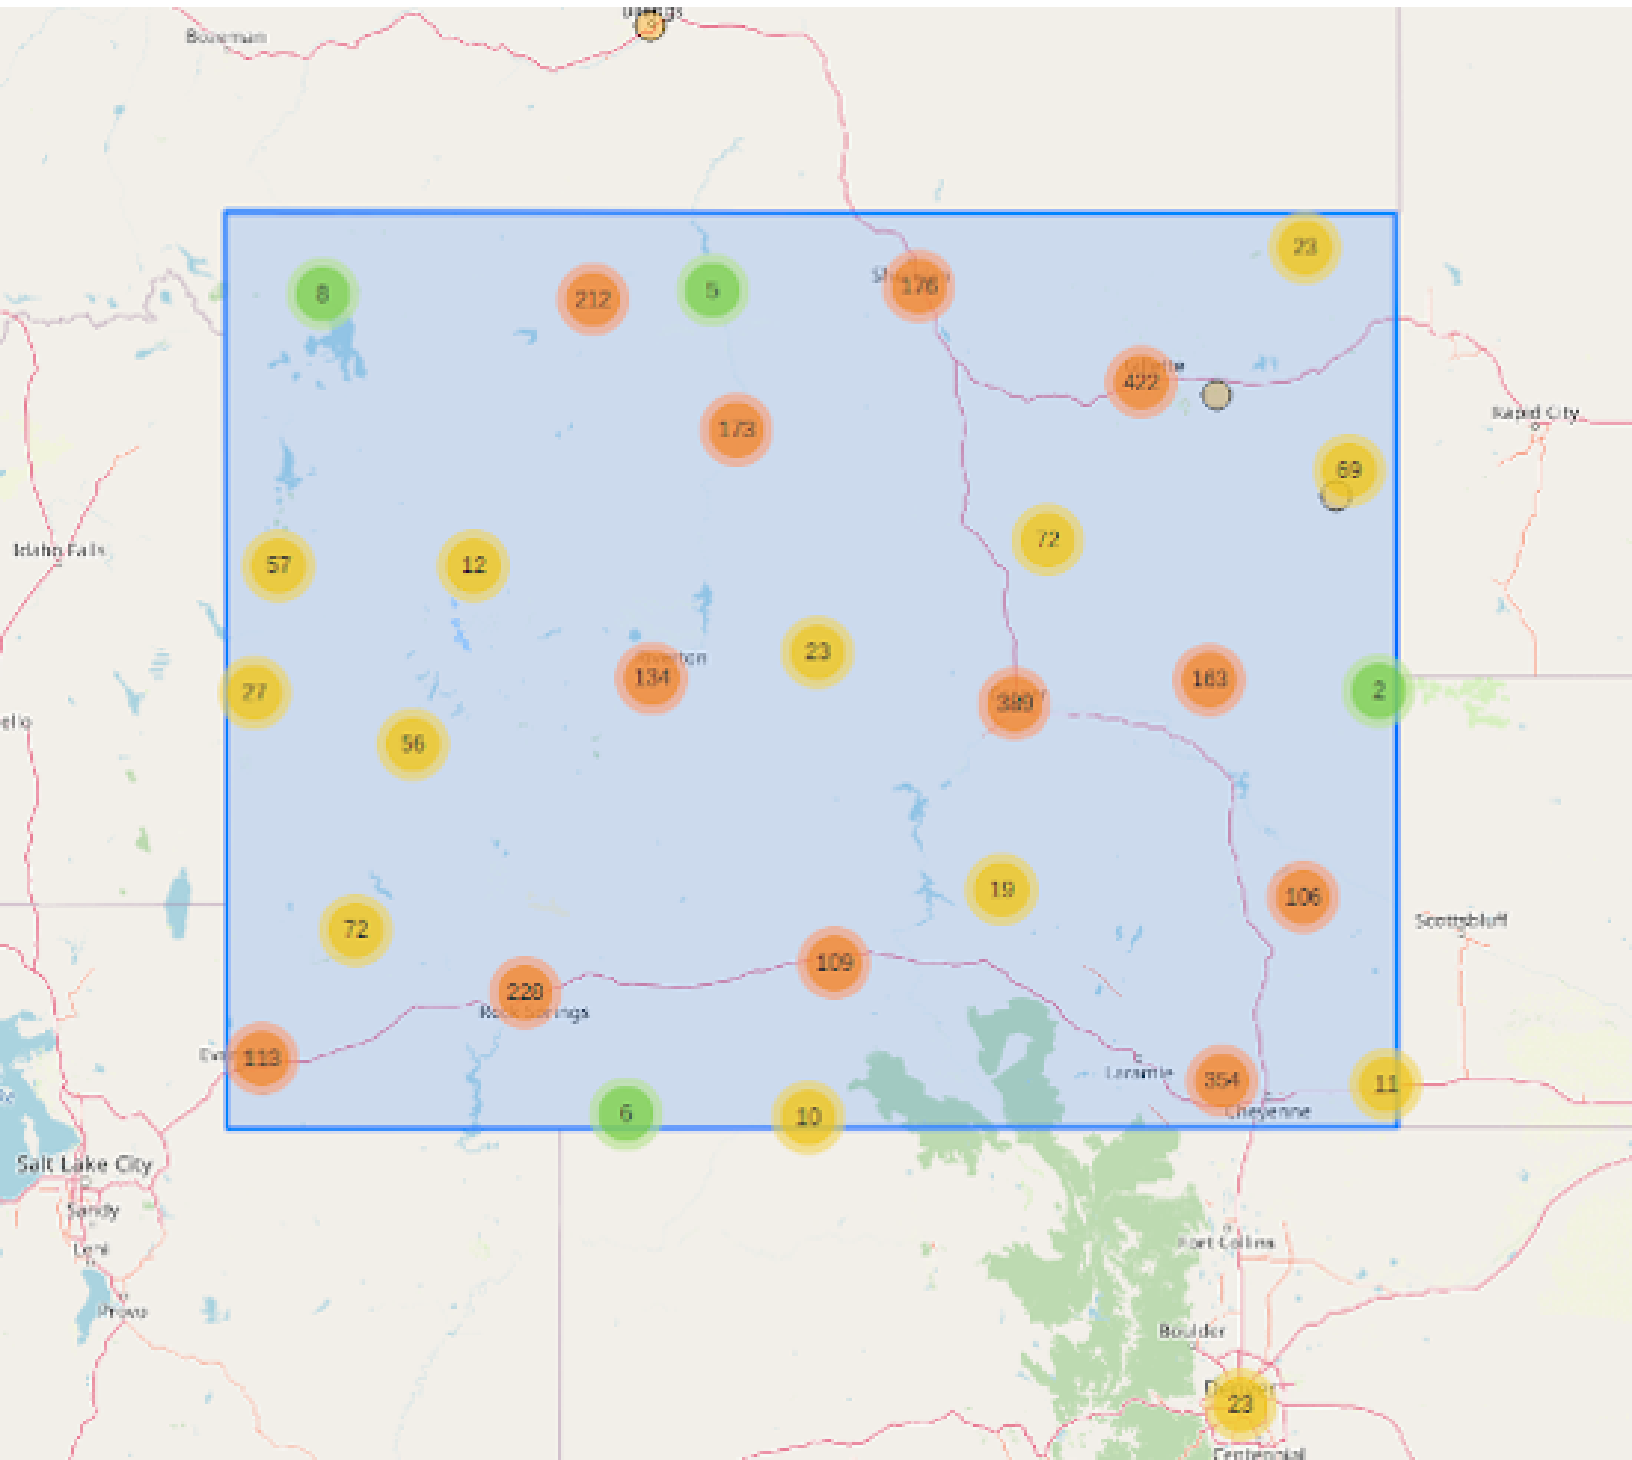 Bozeman
8
212
5
176
23
422
Rapid City
173
69
72
Idaho Falls
57
12
23
134
163
2
27
389
56
19
106
Scottsbluff
72
109
228
Rock Springs
113
Laramie
354
11
Cheyenne
6
10
Salt Lake City
Sandy
Lehi
Fort Collins
Provo
Boulder
23
Centennial